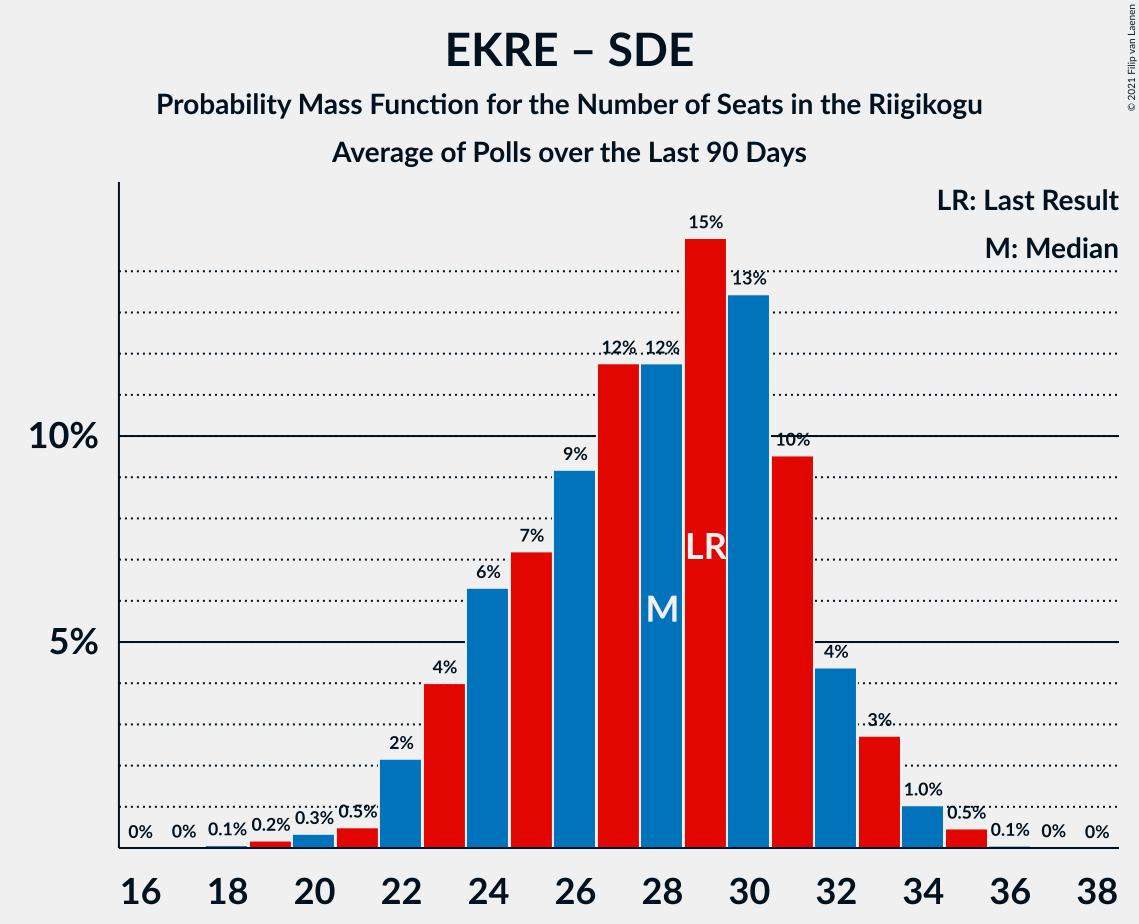 EKRE – SDE
Probability Mass Function for the Number of Seats in the Riigikogu
Average of Polls over the Last 90 Days
© 2021 Filip van Laenen
LR: Last Result
M: Median
10%
5%
0% 0% 0.1% 0.2% 0.3% 0.5% 2% 4% 6% 7% 9% 12% 12% 15% 13% 10% 4% 3% 1.0% 0.5% 0.1% 0% 0%
LR
M
16 18 20 22 24 26 28 30 32 34 36 38